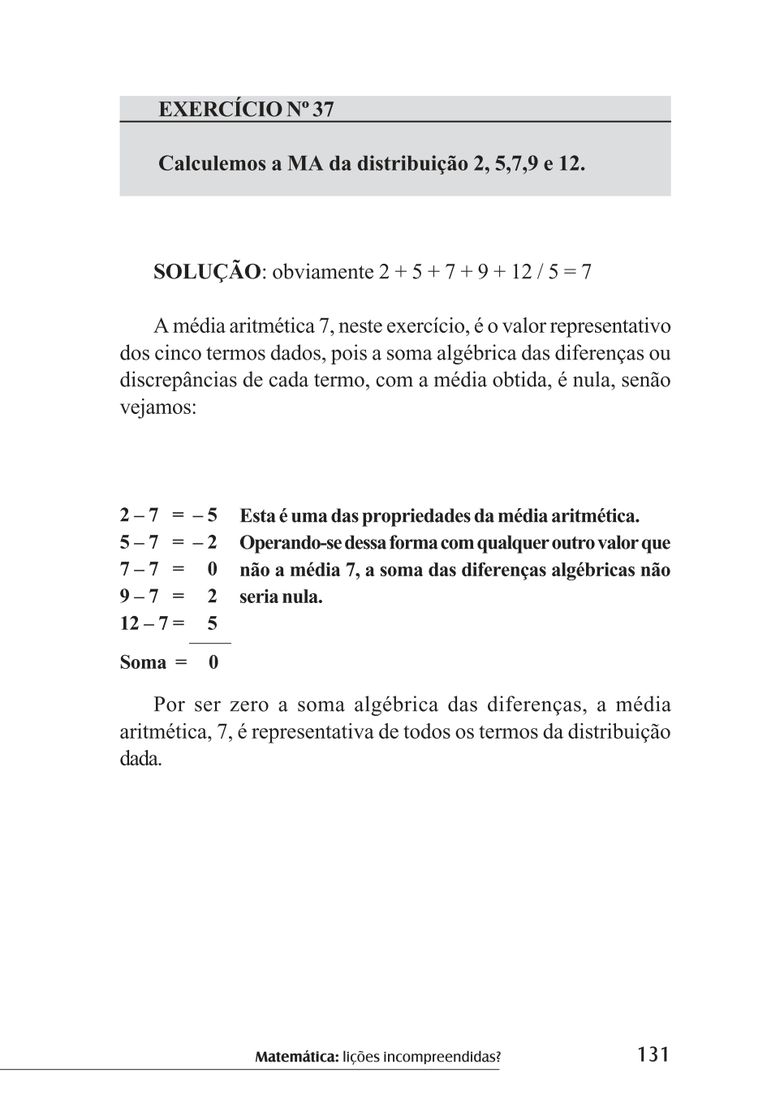 EXERCÍCIO Nº 37
Calculemos a MA da distribuição 2, 5,7,9 e 12.
SOLUÇÃO: obviamente 2 + 5 + 7 + 9 + 12 / 5 = 7
A média aritmética 7, neste exercício, é o valor representativo
dos cinco termos dados, pois a soma algébrica das diferenças ou
discrepâncias de cada termo, com a média obtida, é nula, senão
vejamos:
2 – 7 = – 5 Esta é uma das propriedades da média aritmética.
5 – 7 = – 2 Operando-se dessa forma com qualquer outro valor que
7 – 7 = 0 não a média 7, a soma das diferenças algébricas não
9 – 7 = 2 seria nula.
12 – 7 = 5
Soma = 0
Por ser zero a soma algébrica das diferenças, a média
aritmética, 7, é representativa de todos os termos da distribuição
dada.
Matemática: lições incompreendidas? 131